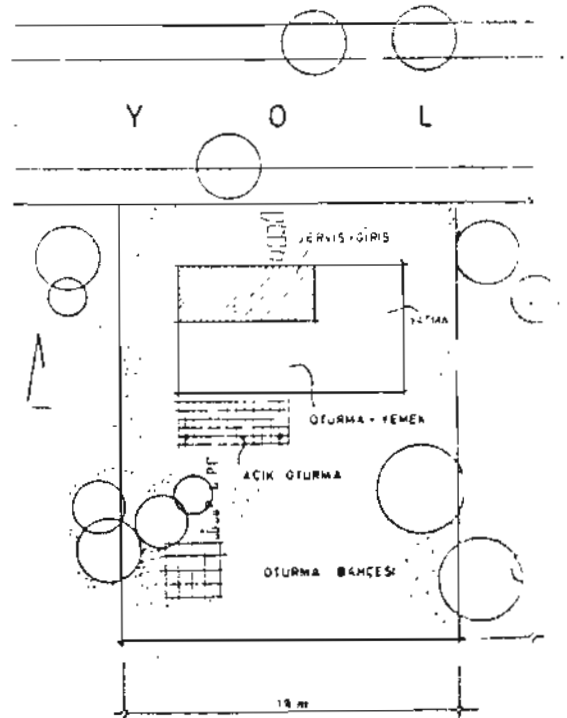 Y O L
SERVİS+GİRİŞ
YATMA
OTURMA + YEMEK
AÇIK OTURMA
OTURMA BAHÇESİ